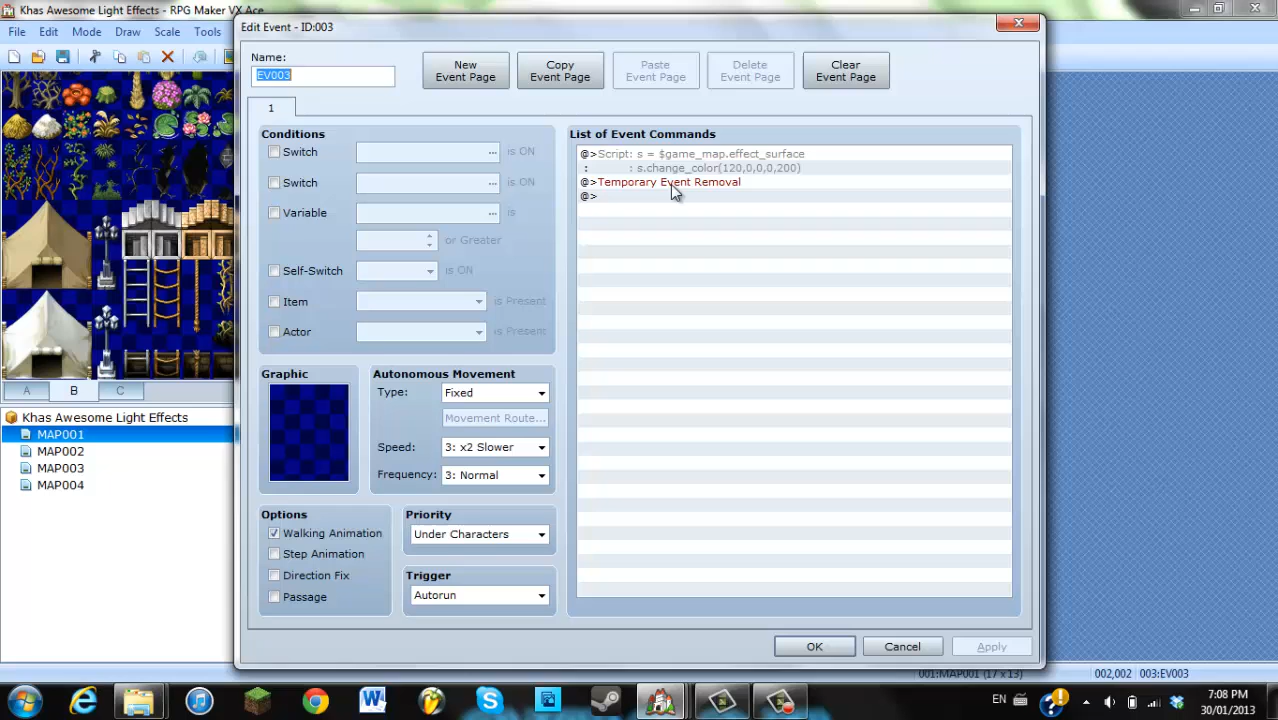 Khas Awesome Light Effects - RPG Maker VX Ace
File Edit Mode Draw Scale Tools
Edit Event - ID:003
Name:
EV003
New Event Page
Copy Event Page
Paste Event Page
Delete Event Page
Clear Event Page
1
Conditions
Switch ... is ON
Switch ... is ON
Variable ... is
or Greater
Self-Switch is ON
Item is Present
Actor is Present
Graphic
Autonomous Movement
Type: Fixed
Movement Route...
Speed: 3: x2 Slower
Frequency: 3: Normal
Options
Walking Animation
Step Animation
Direction Fix
Passage
Priority
Under Characters
Trigger
Autorun
List of Event Commands
@>Script: s = $game_map.effect_surface
: : s.change_color(120,0,0,0,200)
@>Temporary Event Removal
@>
OK Cancel Apply
A B C
Khas Awesome Light Effects
MAP001
MAP002
MAP003
MAP004
001:MAP001 (17 x 13) 002,002 003:EV003
EN
7:08 PM
30/01/2013